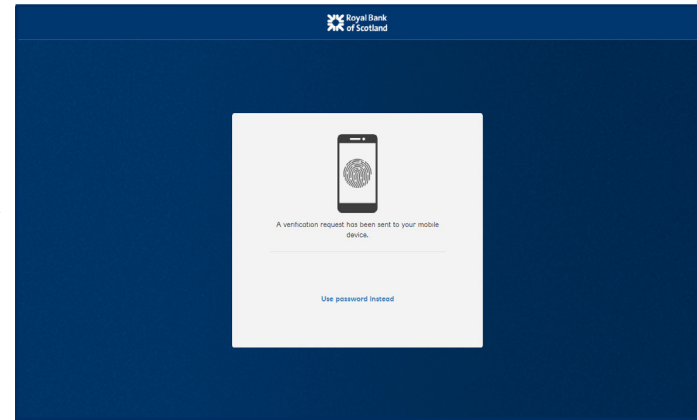 Royal Bank
of Scotland
A verification request has been sent to your mobile
device.
Use password instead